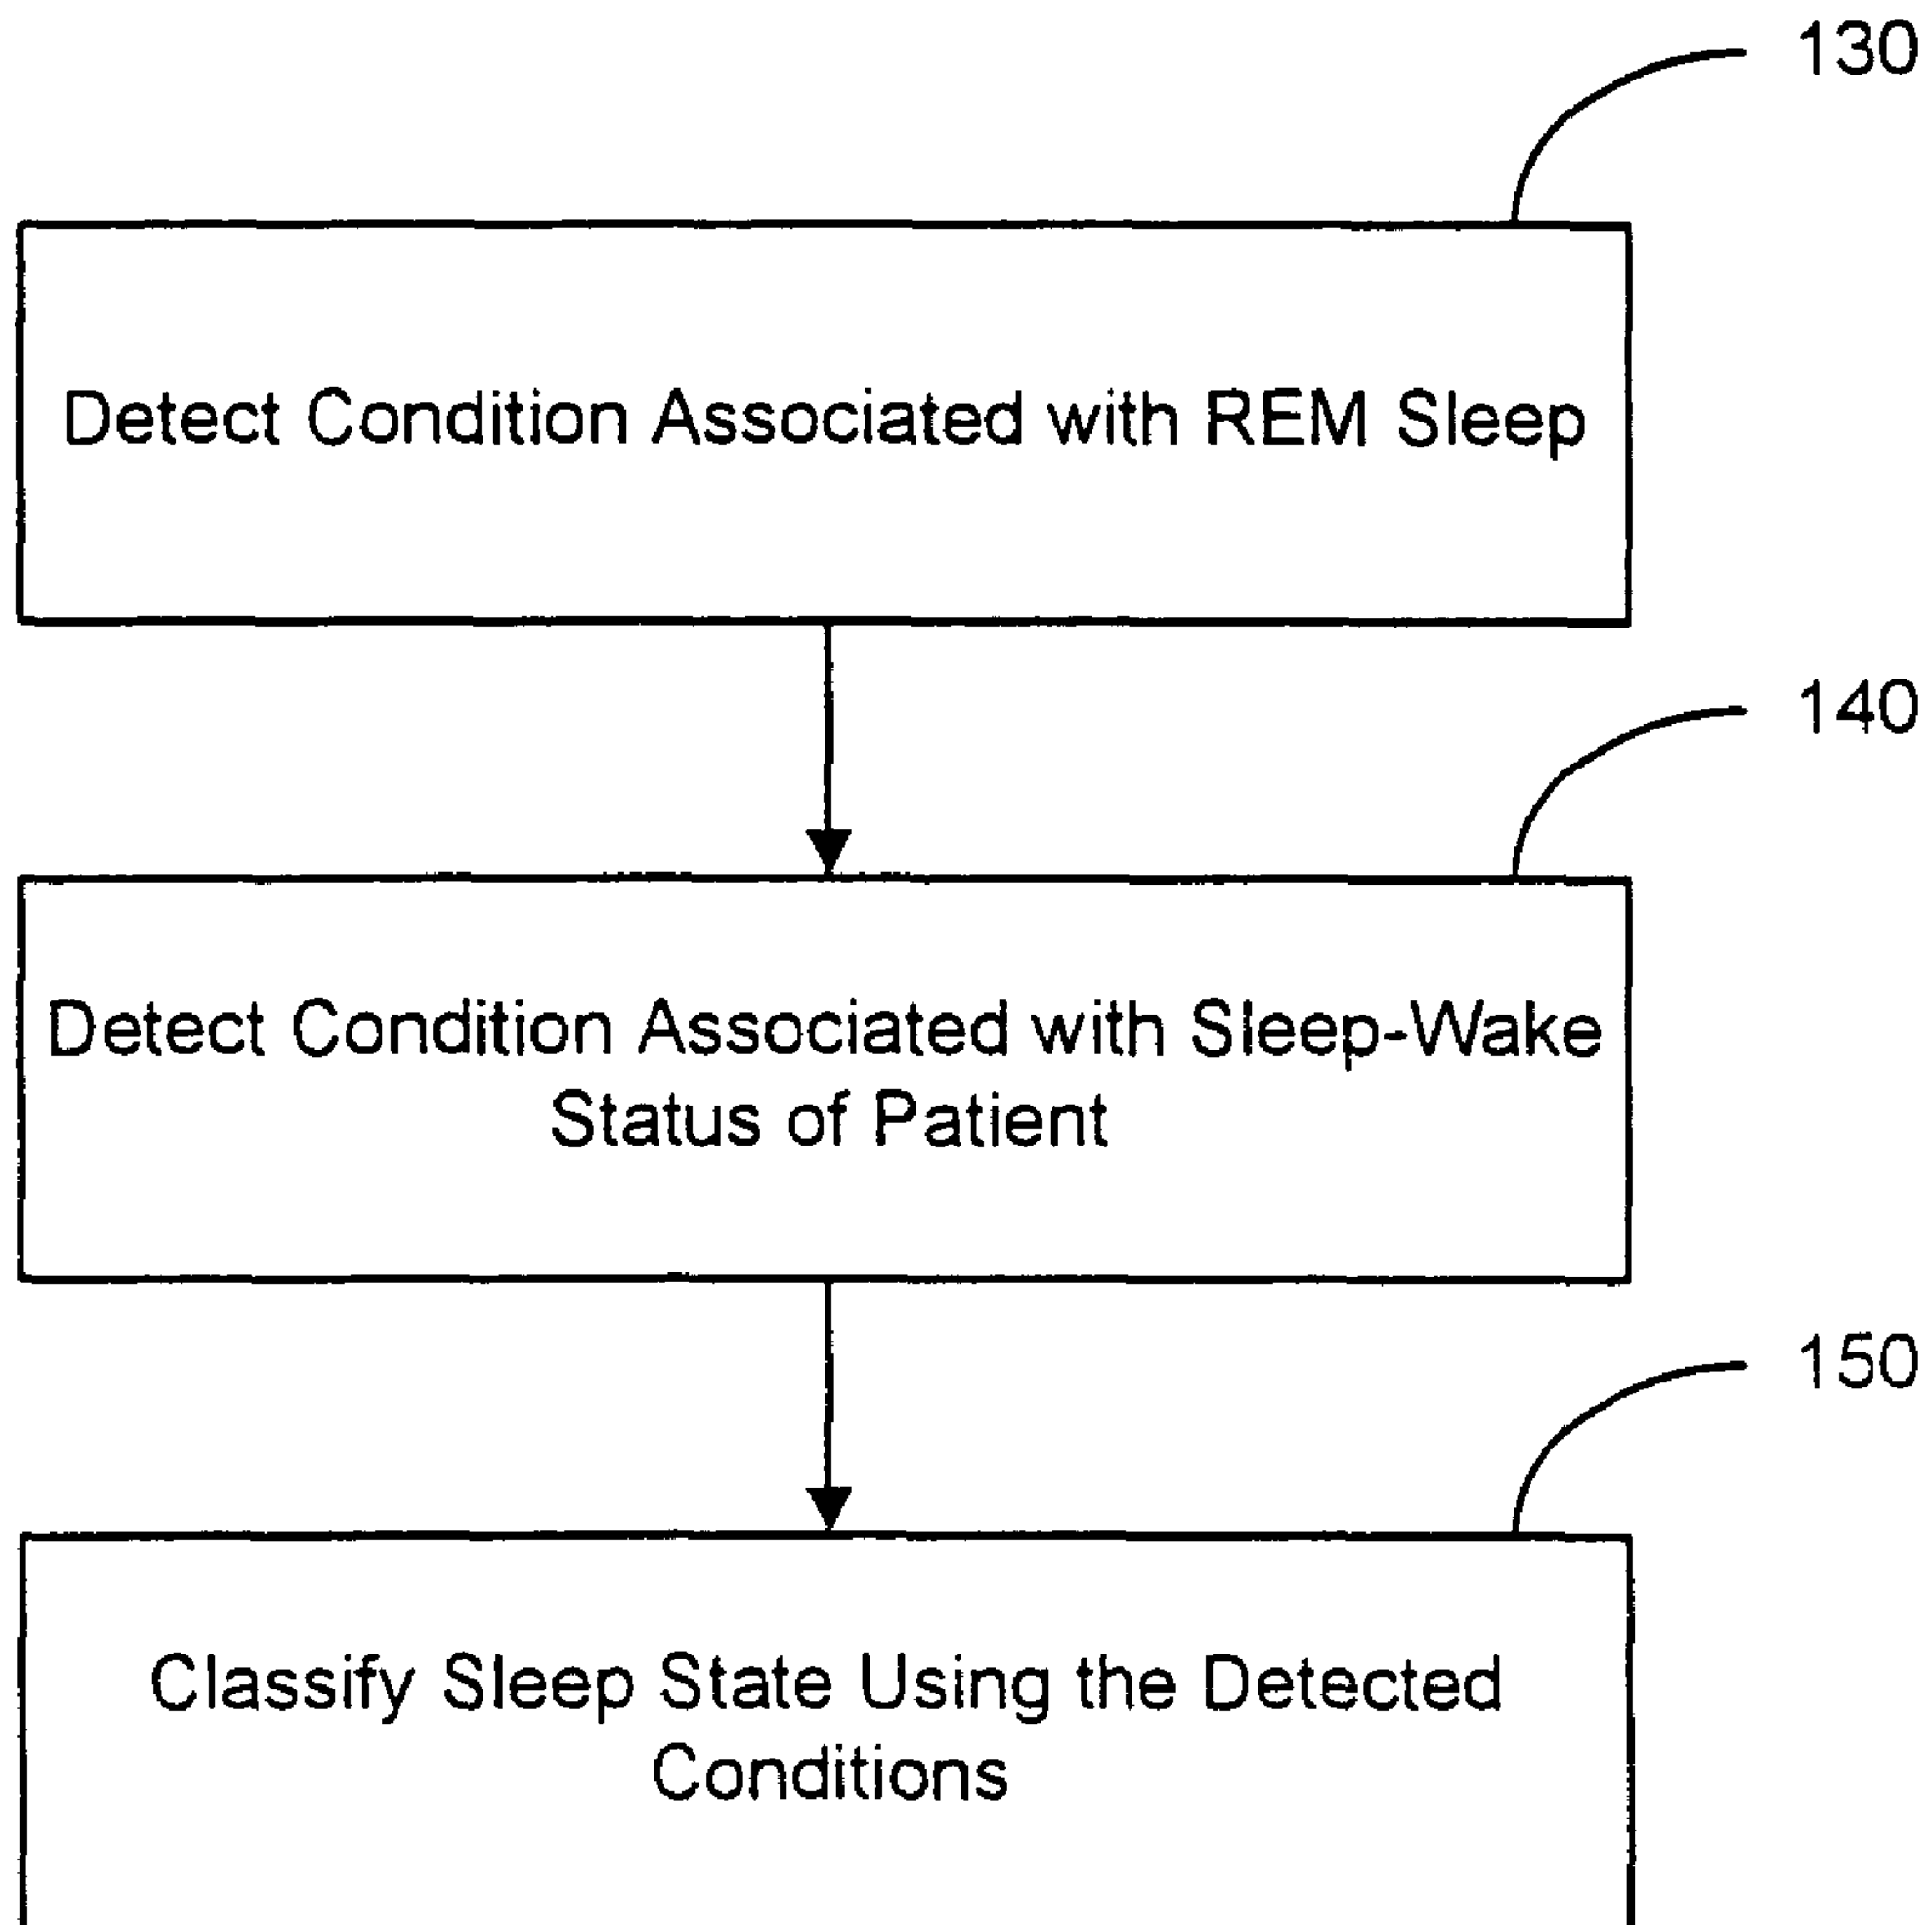 130
Detect Condition Associated with REM Sleep
140
Detect Condition Associated with Sleep-Wake
Status of Patient
150
Classify Sleep State Using the Detected
Conditions